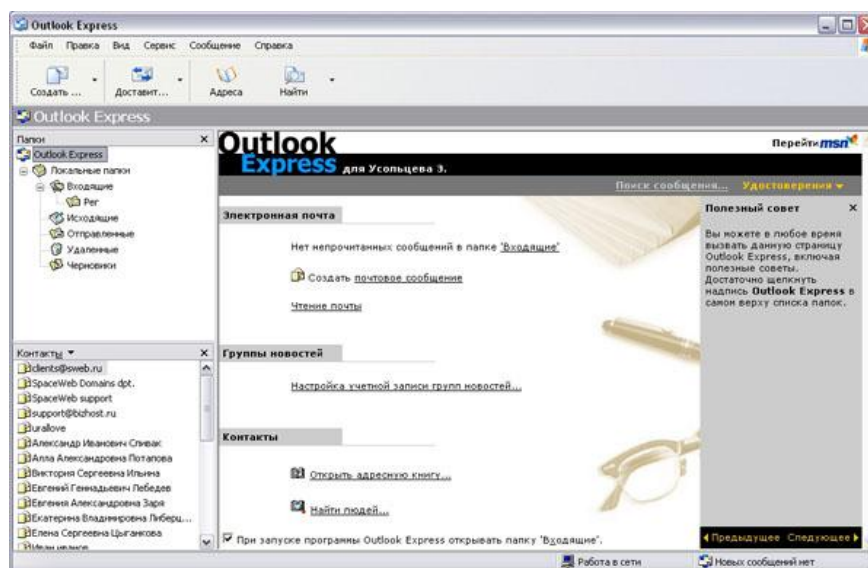 Outlook Express
Файл Правка Вид Сервис Сообщение Справка
Создать ... Доставит... Адреса Найти
Outlook Express
Папки
Outlook Express
Локальные папки
Входящие
Per
Исходящие
Отправленные
Удаленные
Черновики
Контакты
clients@sweb.ru
SpaceWeb Domains dpt.
SpaceWeb support
support@bizhost.ru
uralove
Александр Иванович Спивак
Алла Александровна Потапова
Виктория Сергеевна Ильина
Евгений Геннадьевич Лебедев
Евгения Александровна Заря
Екатерина Владимировна Либерц...
Елена Сергеевна Цыганкова
Иван иванов
Outlook
Express для Усольцева Э.
Перейти msn
Поиск сообщения... Удостоверения
Электронная почта
Нет непрочитанных сообщений в папке 'Входящие'
Создать почтовое сообщение
Чтение почты
Группы новостей
Настройка учетной записи групп новостей...
Контакты
Открыть адресную книгу...
Найти людей...
При запуске программы Outlook Express открывать папку 'Входящие'.
Полезный совет
Вы можете в любое время
вызвать данную страницу
Outlook Express, включая
полезные советы.
Достаточно щелкнуть
надпись Outlook Express в
самом верху списка папок.
Предыдущее Следующее
Работа в сети
Новых сообщений нет